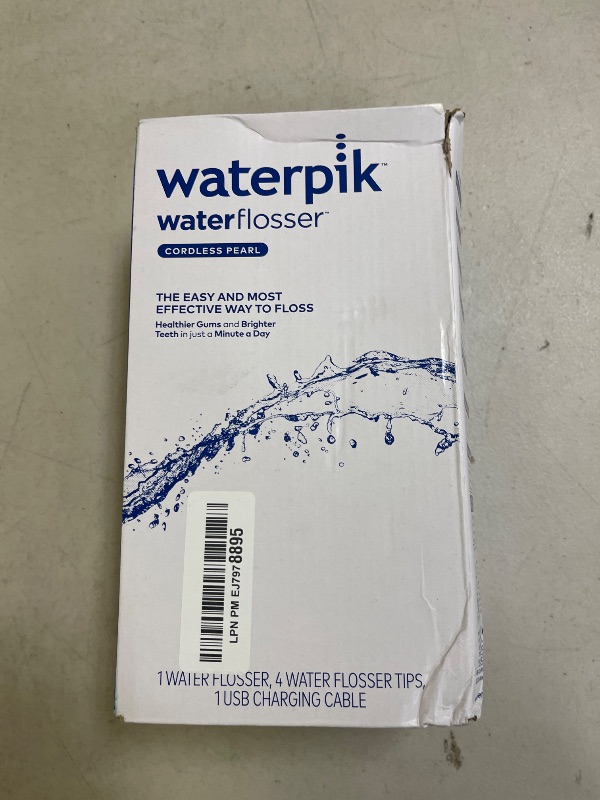 waterpik™
waterflosser™
CORDLESS PEARL
THE EASY AND MOST
EFFECTIVE WAY TO FLOSS
Healthier Gums and Brighter
Teeth in just a Minute a Day
LPN PM EJ7978895
1 WATER FLOSSER, 4 WATER FLOSSER TIPS,
1 USB CHARGING CABLE